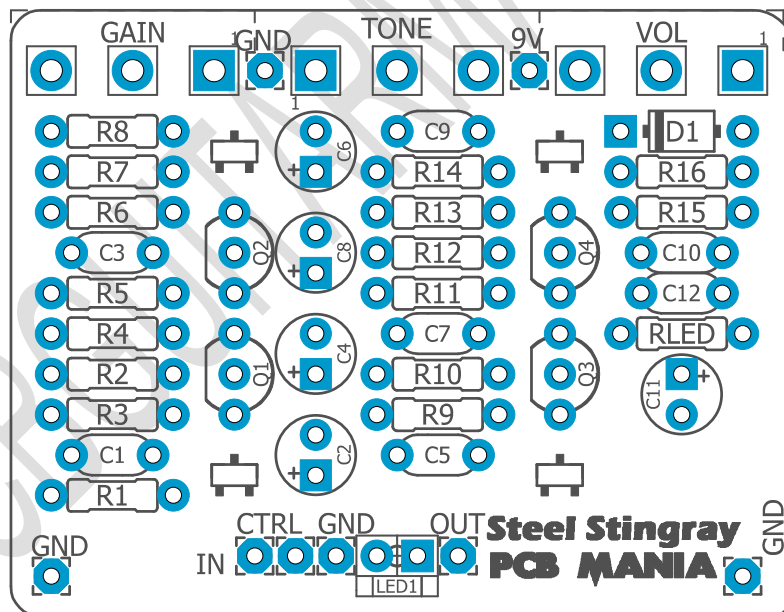 GAIN GND TONE 9V VOL
1 1 1
R8 C6 C9 D1
R7 + R14 R16
R6 R13 R15
C3 Q2 C8 R12 Q4 C10
R5 + R11 C12
R4 C7 RLED
R2 Q1 C4 R10 Q3 +
R3 + R9 C11
C1 C2 C5
R1 +
GND CTRL GND OUT Steel Stingray GND
IN PCB MANIA
LED1